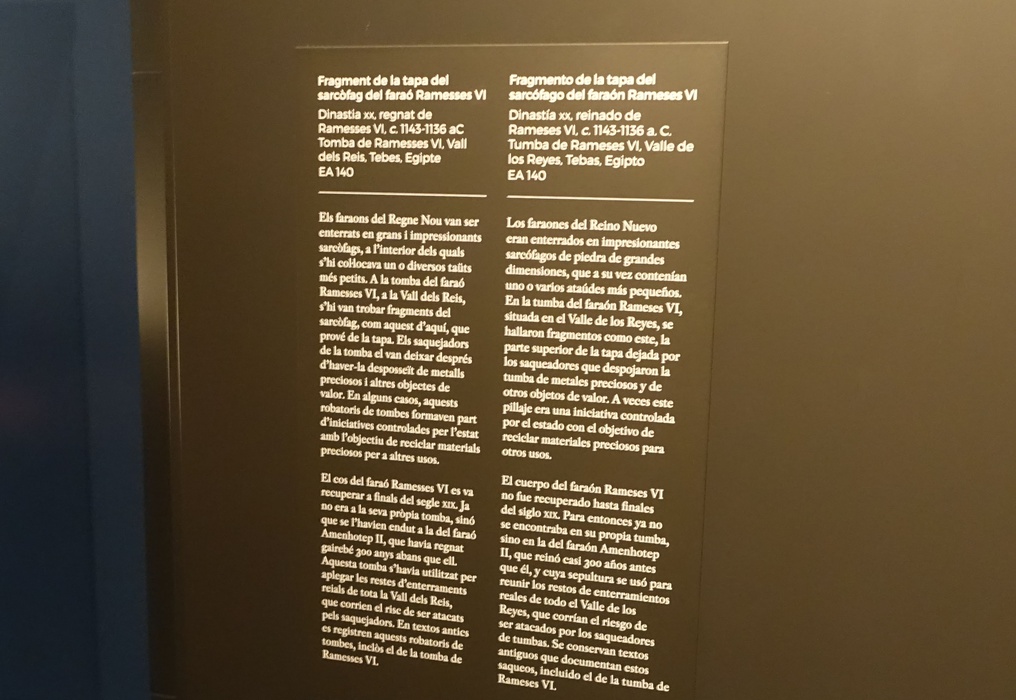 Fragment de la tapa del
sarcòfag del faraó Ramesses VI
Dinastia XX, regnat de
Ramesses VI, c. 1143-1136 aC
Tomba de Ramesses VI, Vall
dels Reis, Tebes, Egipte
EA 140
Els faraons del Regne Nou van ser
enterrats en grans i impressionants
sarcòfags, a l'interior dels quals
s'hi col·locava un o diversos taüts
més petits. A la tomba del faraó
Ramesses VI, a la Vall dels Reis,
s'hi van trobar fragments del
sarcòfag, com aquest d'aquí, que
prové de la tapa. Els saquejadors
de la tomba el van deixar després
d'haver-la desposseït de metalls
preciosos i altres objectes de
valor. En alguns casos, aquests
robatoris de tombes formaven part
d'iniciatives controlades per l'estat
amb l'objectiu de reciclar materials
preciosos per a altres usos.
El cos del faraó Ramesses VI es va
recuperar a finals del segle XIX. Ja
no era a la seva pròpia tomba, sinó
que se l'havien endut a la del faraó
Amenhotep II, que havia regnat
gairebé 300 anys abans que ell.
Aquesta tomba s'havia utilitzat per
aplegar les restes d'enterraments
reials de tota la Vall dels Reis,
que corrien el risc de ser atacats
pels saquejadors. En textos antics
es registren aquests robatoris de
tombes, inclòs el de la tomba de
Ramesses VI.
Fragmento de la tapa del
sarcófago del faraón Rameses VI
Dinastía XX, reinado de
Rameses VI, c. 1143-1136 a. C.
Tumba de Rameses VI, Valle de
los Reyes, Tebas, Egipto
EA 140
Los faraones del Reino Nuevo
eran enterrados en impresionantes
sarcófagos de piedra de grandes
dimensiones, que a su vez contenían
uno o varios ataúdes más pequeños.
En la tumba del faraón Rameses VI,
situada en el Valle de los Reyes, se
hallaron fragmentos como este, la
parte superior de la tapa dejada por
los saqueadores que despojaron la
tumba de metales preciosos y de
otros objetos de valor. A veces este
pillaje era una iniciativa controlada
por el estado con el objetivo de
reciclar materiales preciosos para
otros usos.
El cuerpo del faraón Rameses VI
no fue recuperado hasta finales
del siglo XIX. Para entonces ya no
se encontraba en su propia tumba,
sino en la del faraón Amenhotep
II, que reinó casi 300 años antes
que él, y cuya sepultura se usó para
reunir los restos de enterramientos
reales de todo el Valle de los
Reyes, que corrían el riesgo de
ser atacados por los saqueadores
de tumbas. Se conservan textos
antiguos que documentan estos
saqueos, incluido el de la tumba de
Rameses VI.